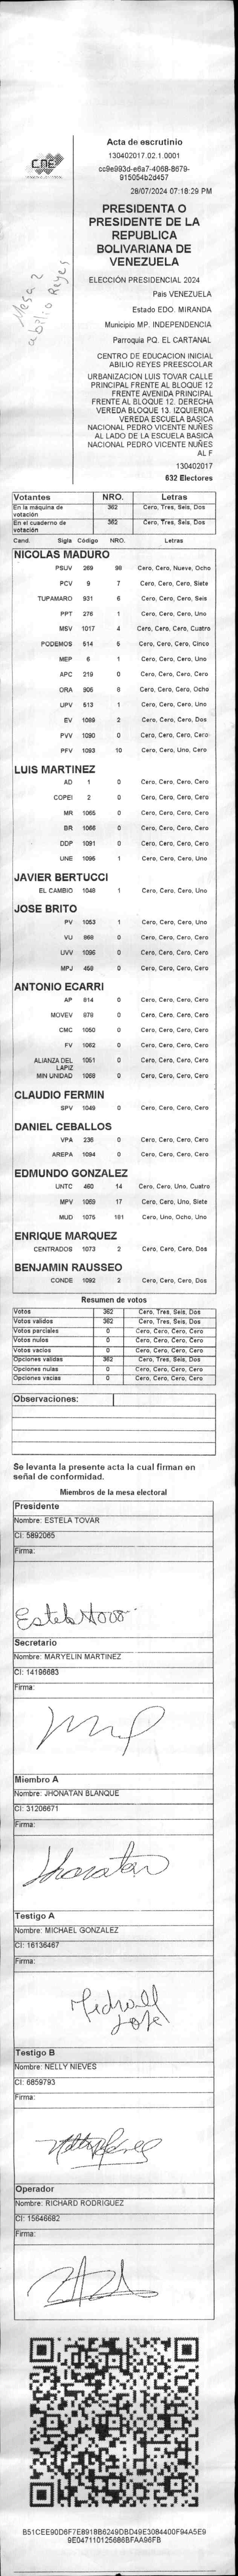 Acta de escrutinio
130402017.02.1.0001
cc9e993d-e6a7-4068-8679-
915054b2d457
28/07/2024 07:18:29 PM
CNE
Mesa 2
abilio Reyes
PRESIDENTA O
PRESIDENTE DE LA
REPUBLICA
BOLIVARIANA DE
VENEZUELA
ELECCIÓN PRESIDENCIAL 2024
Pais VENEZUELA
Estado EDO. MIRANDA
Municipio MP. INDEPENDENCIA
Parroquia PQ. EL CARTANAL
CENTRO DE EDUCACION INICIAL
ABILIO REYES PREESCOLAR
URBANIZACION LUIS TOVAR CALLE
PRINCIPAL FRENTE AL BLOQUE 12
FRENTE AVENIDA PRINCIPAL
FRENTE AL BLOQUE 12. DERECHA
VEREDA BLOQUE 13. IZQUIERDA
VEREDA ESCUELA BASICA
NACIONAL PEDRO VICENTE NUÑES
AL LADO DE LA ESCUELA BASICA
NACIONAL PEDRO VICENTE NUÑES
AL F
130402017
632 Electores
Votantes NRO. Letras
En la máquina de votación 362 Cero, Tres, Seis, Dos
En el cuaderno de votación 362 Cero, Tres, Seis, Dos
Cand. Sigla Código NRO. Letras
NICOLAS MADURO
PSUV 269 98 Cero, Cero, Nueve, Ocho
PCV 9 7 Cero, Cero, Cero, Siete
TUPAMARO 931 6 Cero, Cero, Cero, Seis
PPT 276 1 Cero, Cero, Cero, Uno
MSV 1017 4 Cero, Cero, Cero, Cuatro
PODEMOS 514 5 Cero, Cero, Cero, Cinco
MEP 6 1 Cero, Cero, Cero, Uno
APC 219 0 Cero, Cero, Cero, Cero
ORA 906 8 Cero, Cero, Cero, Ocho
UPV 513 1 Cero, Cero, Cero, Uno
EV 1089 2 Cero, Cero, Cero, Dos
PVV 1090 0 Cero, Cero, Cero, Cero
PFV 1093 10 Cero, Cero, Uno, Cero
LUIS MARTINEZ
AD 1 0 Cero, Cero, Cero, Cero
COPEI 2 0 Cero, Cero, Cero, Cero
MR 1065 0 Cero, Cero, Cero, Cero
BR 1066 0 Cero, Cero, Cero, Cero
DDP 1091 0 Cero, Cero, Cero, Cero
UNE 1095 1 Cero, Cero, Cero, Uno
JAVIER BERTUCCI
EL CAMBIO 1048 1 Cero, Cero, Cero, Uno
JOSE BRITO
PV 1053 1 Cero, Cero, Cero, Uno
VU 868 0 Cero, Cero, Cero, Cero
UVV 1096 0 Cero, Cero, Cero, Cero
MPJ 458 0 Cero, Cero, Cero, Cero
ANTONIO ECARRI
AP 814 0 Cero, Cero, Cero, Cero
MOVEV 878 0 Cero, Cero, Cero, Cero
CMC 1050 0 Cero, Cero, Cero, Cero
FV 1062 0 Cero, Cero, Cero, Cero
ALIANZA DEL LAPIZ 1051 0 Cero, Cero, Cero, Cero
MIN UNIDAD 1088 0 Cero, Cero, Cero, Cero
CLAUDIO FERMIN
SPV 1049 0 Cero, Cero, Cero, Cero
DANIEL CEBALLOS
VPA 236 0 Cero, Cero, Cero, Cero
AREPA 1094 0 Cero, Cero, Cero, Cero
EDMUNDO GONZALEZ
UNTC 460 14 Cero, Cero, Uno, Cuatro
MPV 1069 17 Cero, Cero, Uno, Siete
MUD 1075 181 Cero, Uno, Ocho, Uno
ENRIQUE MARQUEZ
CENTRADOS 1073 2 Cero, Cero, Cero, Dos
BENJAMIN RAUSSEO
CONDE 1092 2 Cero, Cero, Cero, Dos
Resumen de votos
Votos 362 Cero, Tres, Seis, Dos
Votos validos 362 Cero, Tres, Seis, Dos
Votos parciales 0 Cero, Cero, Cero, Cero
Votos nulos 0 Cero, Cero, Cero, Cero
Votos vacios 0 Cero, Cero, Cero, Cero
Opciones validas 362 Cero, Tres, Seis, Dos
Opciones nulas 0 Cero, Cero, Cero, Cero
Opciones vacias 0 Cero, Cero, Cero, Cero
Observaciones:
Se levanta la presente acta la cual firman en
señal de conformidad.
Miembros de la mesa electoral
Presidente
Nombre: ESTELA TOVAR
CI: 5892065
Firma:
Estela Tovar
Secretario
Nombre: MARYELIN MARTINEZ
CI: 14196683
Firma:
Miembro A
Nombre: JHONATAN BLANQUE
CI: 31206671
Firma:
Jhonatan
Testigo A
Nombre: MICHAEL GONZALEZ
CI: 16136467
Firma:
Testigo B
Nombre: NELLY NIEVES
CI: 6859793
Firma:
Operador
Nombre: RICHARD RODRIGUEZ
CI: 15646682
Firma:
B51CEE90D6F7E8918B6249DBD49E3084400F94A5E9
9E047110125686BFAA96FB